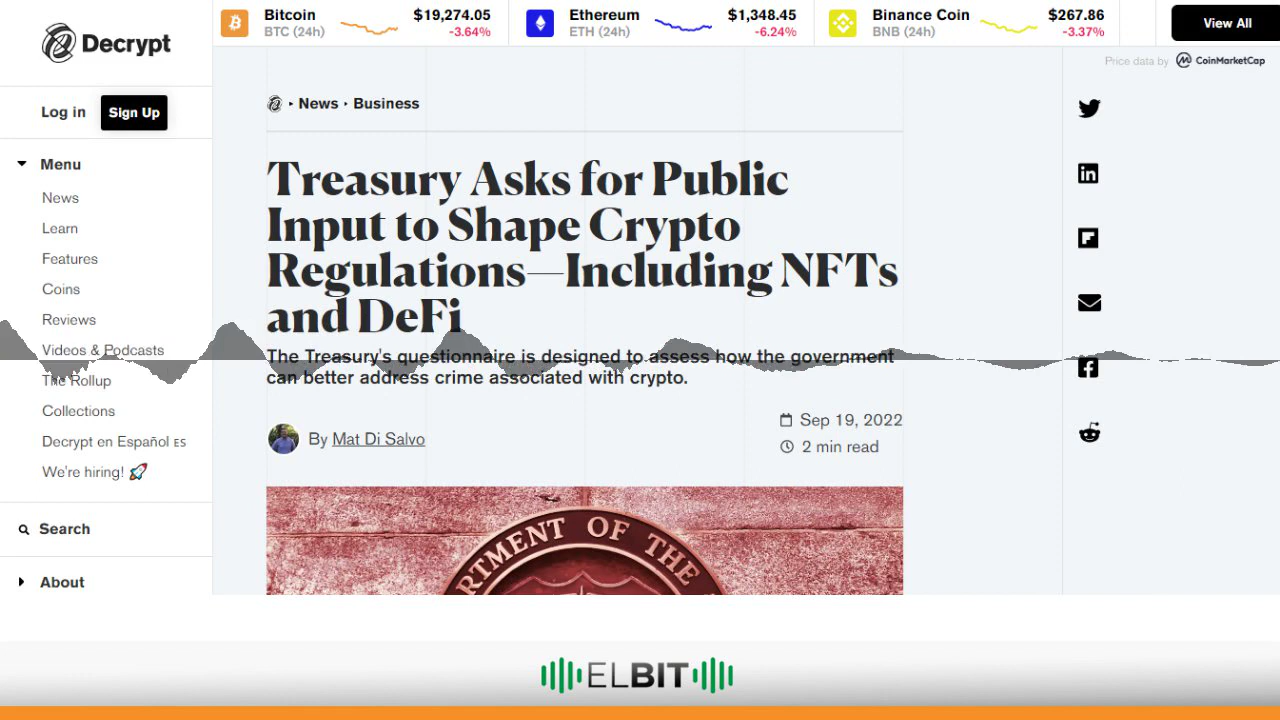 Decrypt
Bitcoin
BTC (24h)
$19,274.05
-3.64%
Ethereum
ETH (24h)
$1,348.45
-6.24%
Binance Coin
BNB (24h)
$267.86
-3.37%
View All
Price data by CoinMarketCap
Log in
Sign Up
Menu
News
Learn
Features
Coins
Reviews
Videos & Podcasts
The Rollup
Collections
Decrypt en Español ES
We're hiring! 🚀
Search
About
News ‣ Business
Treasury Asks for Public
Input to Shape Crypto
Regulations—Including NFTs
and DeFi
The Treasury's questionnaire is designed to assess how the government
can better address crime associated with crypto.
By Mat Di Salvo
Sep 19, 2022
2 min read
RTMENT OF THE
ELBIT